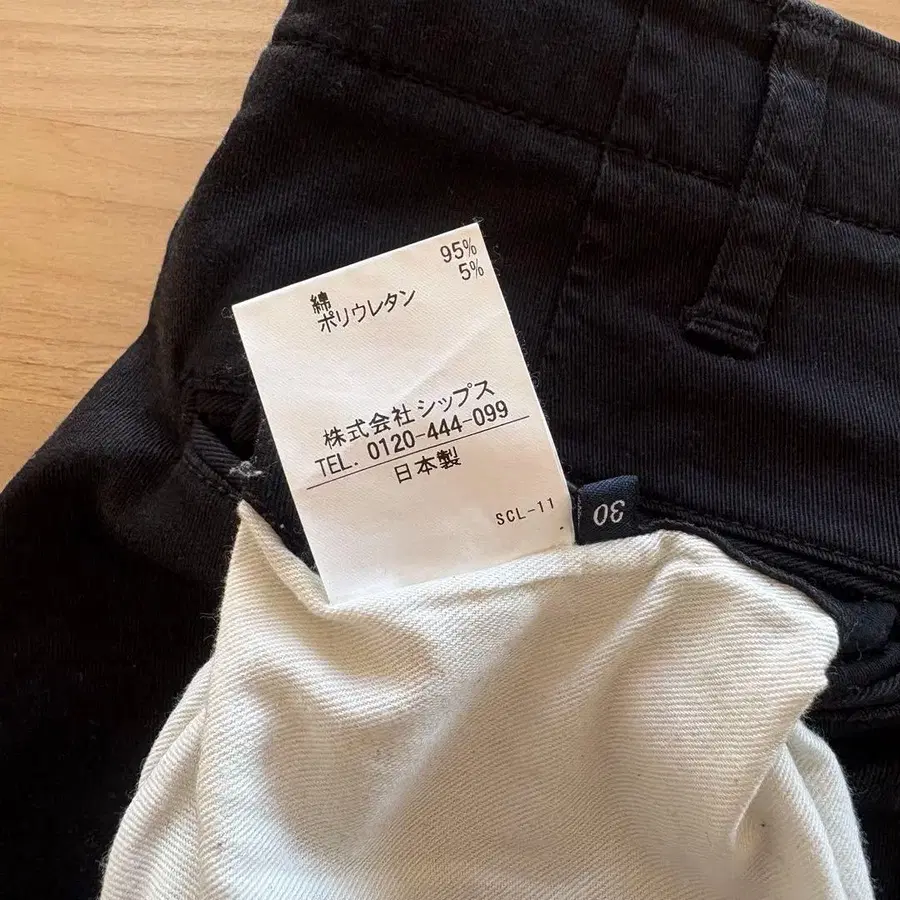 綿 95%
ポリウレタン 5%
株式会社シップス
TEL. 0120-444-099
日本製
SCL-11
30